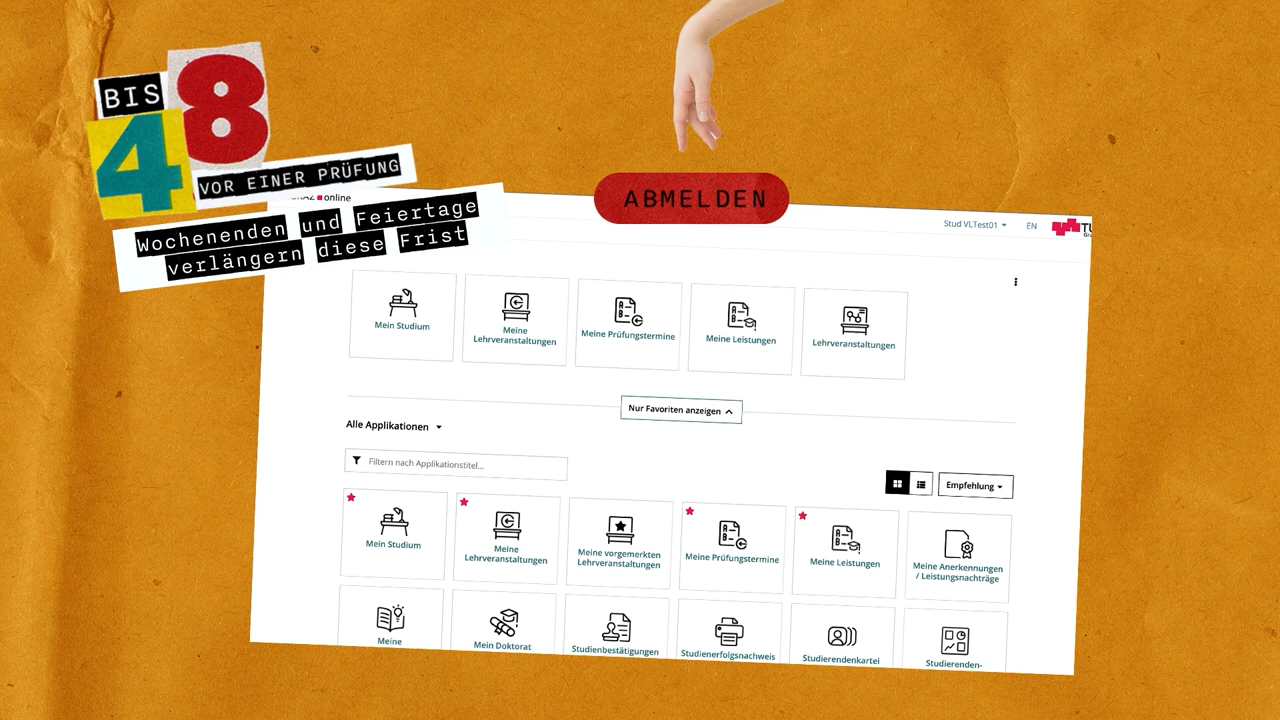 BIS
48
VOR EINER PRÜFUNG
Wochenenden und Feiertage
verlängern diese Frist
ABMELDEN
online
Stud VLTest01
EN
Mein Studium
Meine
Lehrveranstaltungen
Meine Prüfungstermine
Meine Leistungen
Lehrveranstaltungen
Nur Favoriten anzeigen
Alle Applikationen
Filtern nach Applikationstitel...
Empfehlung
Mein Studium
Meine
Lehrveranstaltungen
Meine vorgemerkten
Lehrveranstaltungen
Meine Prüfungstermine
Meine Leistungen
Meine Anerkennungen
/ Leistungsnachträge
Meine
Mein Doktorat
Studienbestätigungen
Studienerfolgsnachweis
Studierendenkartei
Studierenden-